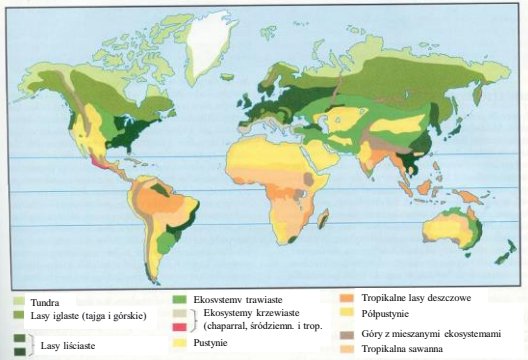 Tundra
Lasy iglaste (tajga i górskie)
Lasy liściaste
Ekosystemy trawiaste
Ekosystemy krzewiaste
(chaparral, śródziemn. i trop.
Pustynie
Tropikalne lasy deszczowe
Półpustynie
Góry z mieszanymi ekosystemami
Tropikalna sawanna